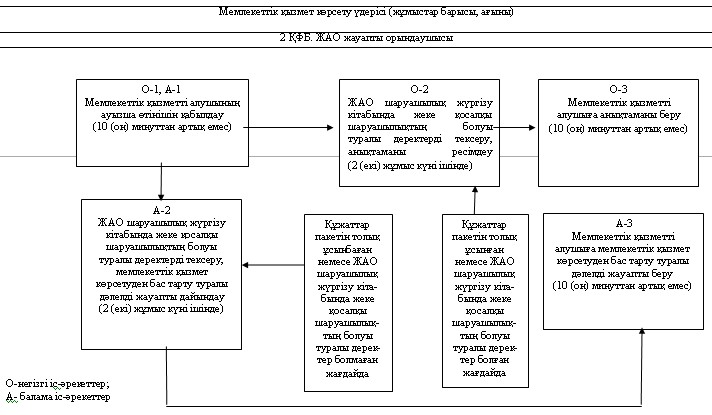 Мемлекеттік қызмет көрсету үдерісі (жұмыстар барысы, ағыны)
2 ҚФБ. ЖАО жауапты орындаушысы
О-1, А-1
Мемлекеттік қызметті алушының
ауызша өтінішін қабылдау
(10 (он) минуттан артық емес)
О-2
ЖАО шаруашылық жүргізу
кітабында жеке қосалқы
шаруашылықтың болуы
туралы деректерді тексеру,
анықтаманы ресімдеу
(2 (екі) жұмыс күні ішінде)
О-3
Мемлекеттік қызметті
алушыға анықтаманы беру
(10 (он) минуттан артық емес)
А-2
ЖАО шаруашылық жүргізу
кітабында жеке қосалқы
шаруашылықтың болуы
туралы деректерді тексеру,
мемлекеттік қызмет
көрсетуден бас тарту туралы
дәлелді жауапты дайындау
(2 (екі) жұмыс күні ішінде)
Құжаттар
пакетін толық
ұсынбаған
немесе ЖАО
шаруашылық
жүргізу кіта-
бында жеке
қосалқы
шаруашылық-
тың болуы
туралы дерек-
тер болмаған
жағдайда
Құжаттар
пакетін толық
ұсынған
немесе ЖАО
шаруашылық
жүргізу кіта-
бында жеке
қосалқы
шаруашылық-
тың болуы
туралы дерек-
тер болған
жағдайда
А-3
Мемлекеттік қызметті
алушыға мемлекеттік қызмет
көрсетуден бас тарту туралы
дәлелді жауапты беру
(10 (он) минуттан артық емес)
О-негізгі іс-әрекеттер;
А- балама іс-әрекеттер